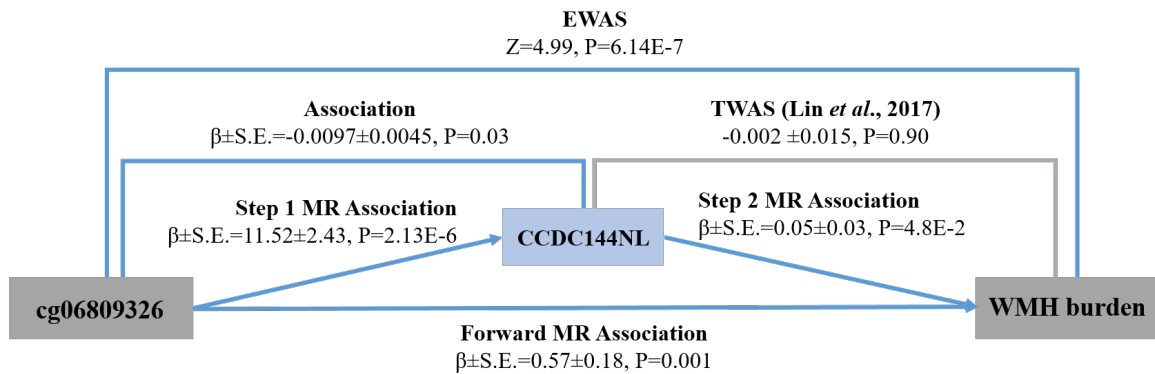 EWAS
Z=4.99, P=6.14E-7
Association
β±S.E.=-0.0097±0.0045, P=0.03
TWAS (Lin et al., 2017)
-0.002 ±0.015, P=0.90
Step 1 MR Association
β±S.E.=11.52±2.43, P=2.13E-6
CCDC144NL
Step 2 MR Association
β±S.E.=0.05±0.03, P=4.8E-2
cg06809326
WMH burden
Forward MR Association
β±S.E.=0.57±0.18, P=0.001